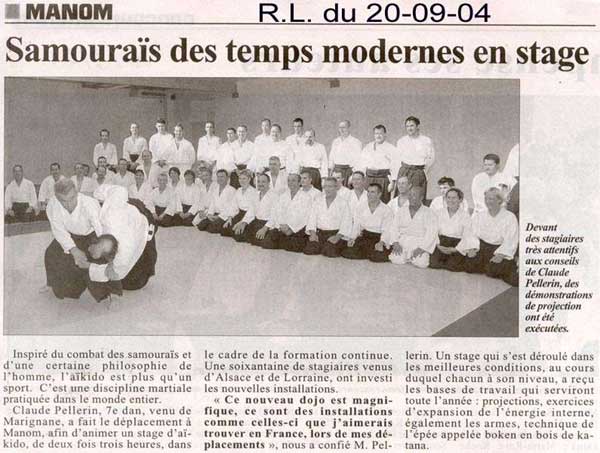 MANOM
R.L. du 20-09-04
Samouraïs des temps modernes en stage
Devant
des stagiaires
très attentifs
aux conseils
de Claude
Pellerin, des
démonstrations
de projection
ont été
exécutées.
Inspiré du combat des samouraïs et
d'une certaine philosophie de
l'homme, l'aïkido est plus qu'un
sport. C'est une discipline martiale
pratiquée dans le monde entier.
Claude Pellerin, 7e dan, venu de
Marignane, a fait le déplacement à
Manom, afin d'animer un stage d'aï-
kido, de deux fois trois heures, dans
le cadre de la formation continue.
Une soixantaine de stagiaires venus
d'Alsace et de Lorraine, ont investi
les nouvelles installations.
« Ce nouveau dojo est magni-
fique, ce sont des installations
comme celles-ci que j'aimerais
trouver en France, lors de mes
déplacements », nous a confié M. Pel-
lerin. Un stage qui s'est déroulé dans
les meilleures conditions, au cours
duquel chacun à son niveau, a reçu
les bases de travail qui serviront
toute l'année : projections, exercices
d'expansion de l'énergie interne,
également les armes, technique de
l'épée appelée boken en bois de ka-
tana.